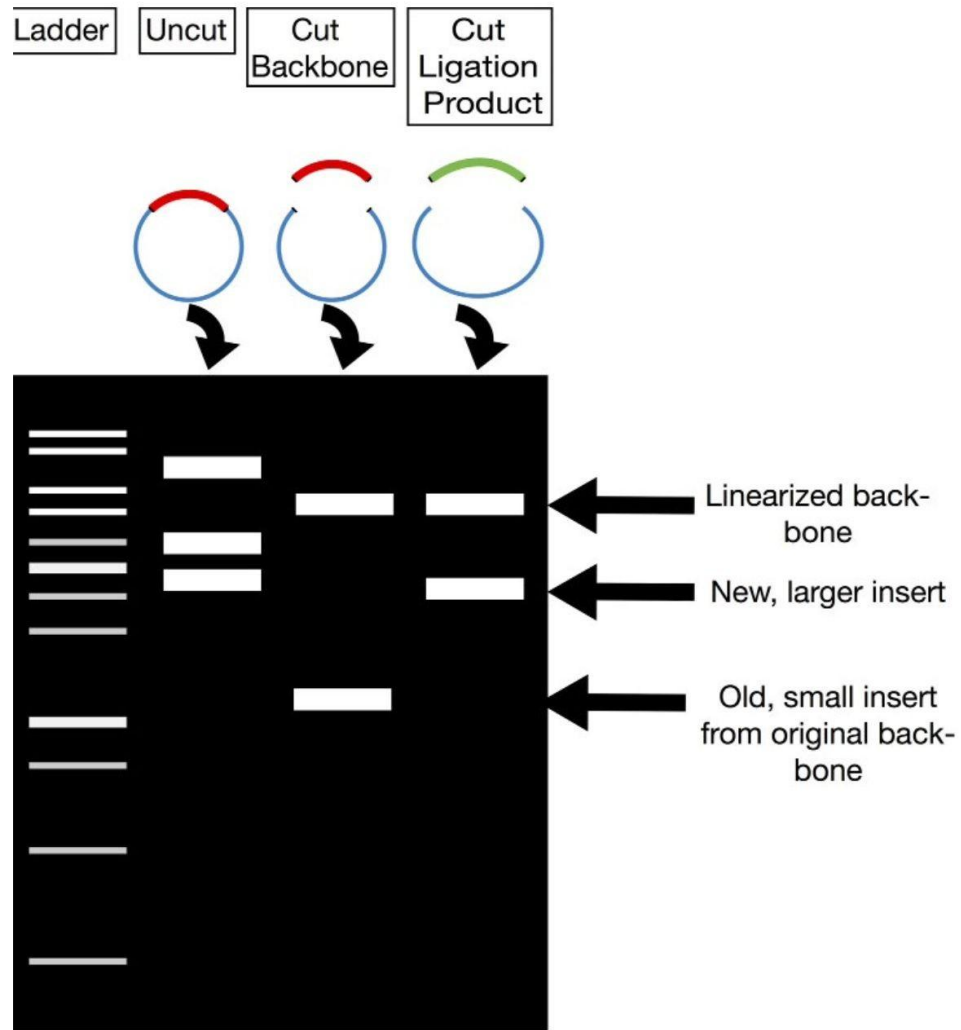 Ladder
Uncut
Cut
Backbone
Cut
Ligation
Product
Linearized back-
bone
New, larger insert
Old, small insert
from original back-
bone